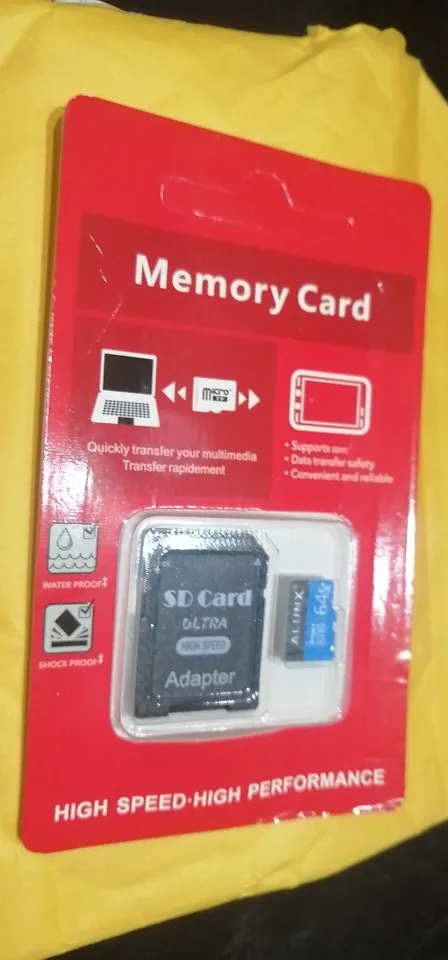 Memory Card
micro
Quickly transfer your multimedia
Transfer rapidement
• Supports SDHC
• Data transfer safety
• Convenient and reliable
WATER PROOF‡
SHOCK PROOF‡
SD Card
ULTRA
HIGH SPEED
Adapter
ALUNX
64
HIGH SPEED·HIGH PERFORMANCE